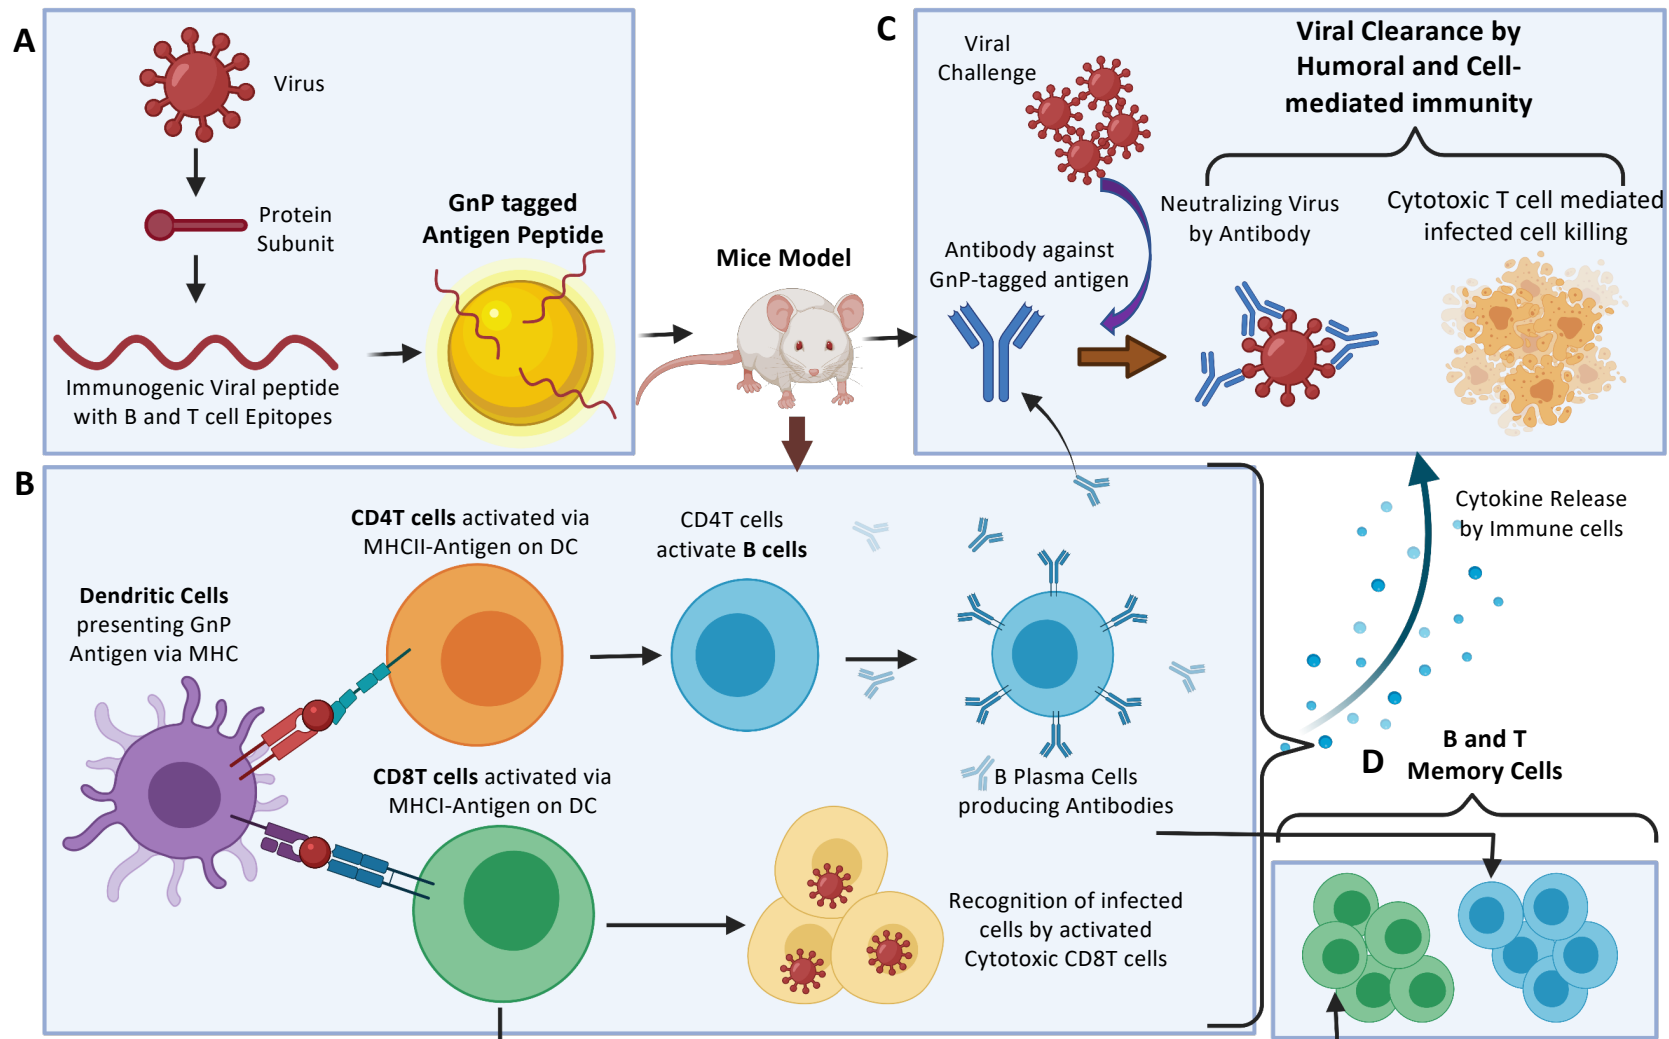 A
Virus
Protein
Subunit
Immunogenic Viral peptide
with B and T cell Epitopes
GnP tagged
Antigen Peptide
Mice Model
C
Viral
Challenge
Viral Clearance by
Humoral and Cell-
mediated immunity
Antibody against
GnP-tagged antigen
Neutralizing Virus
by Antibody
Cytotoxic T cell mediated
infected cell killing
B
Dendritic Cells
presenting GnP
Antigen via MHC
CD4T cells activated via
MHCII-Antigen on DC
CD4T cells
activate B cells
B Plasma Cells
producing Antibodies
CD8T cells activated via
MHCI-Antigen on DC
Recognition of infected
cells by activated
Cytotoxic CD8T cells
Cytokine Release
by Immune cells
D
B and T
Memory Cells